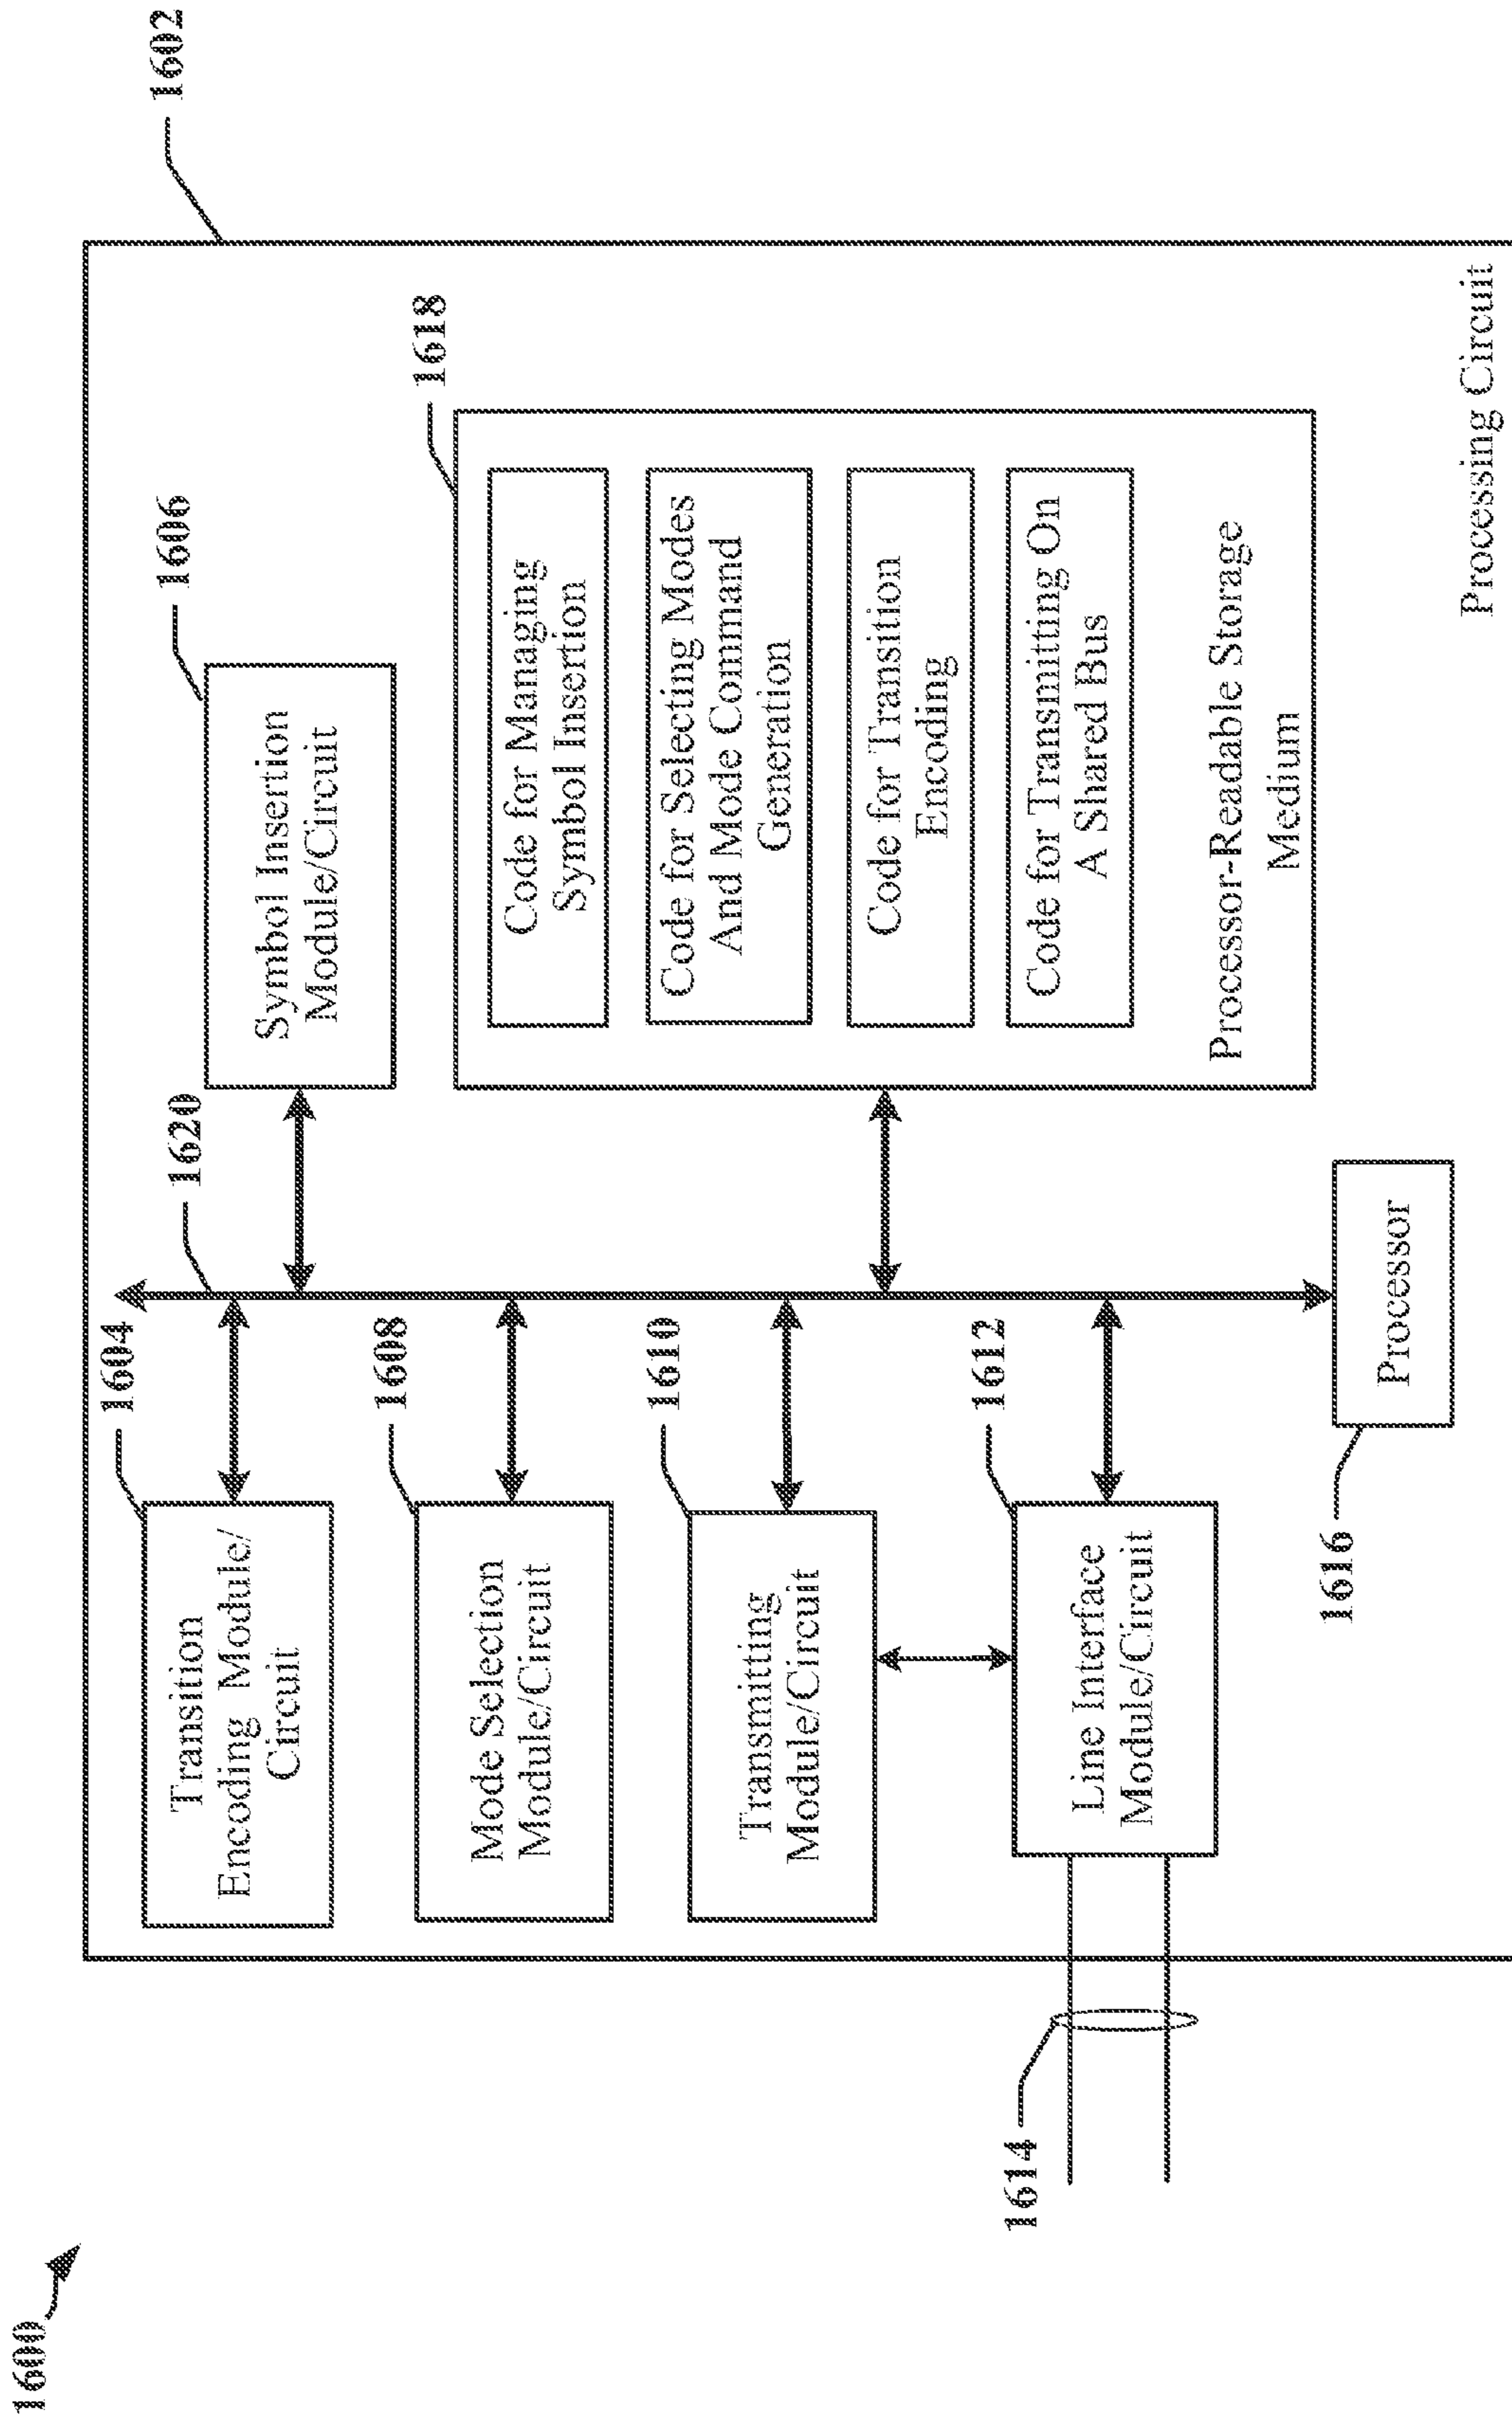 1600
1602
1604
Transition
Encoding Module/
Circuit
1620
1606
Symbol Insertion
Module/Circuit
1608
Mode Selection
Module/Circuit
1618
Code for Managing
Symbol Insertion
Code for Selecting Modes
And Mode Command
Generation
Code for Transition
Encoding
Code for Transmitting On
A Shared Bus
Processor-Readable Storage
Medium
1610
Transmitting
Module/Circuit
1612
Line Interface
Module/Circuit
1614
1616
Processor
Processing Circuit